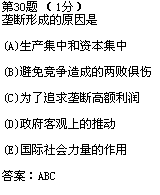 第30题 （1分）
垄断形成的原因是
(A)生产集中和资本集中
(B)避免竞争造成的两败俱伤
(C)为了追求垄断高额利润
(D)政府客观上的推动
(E)国际社会力量的作用
答案：ABC